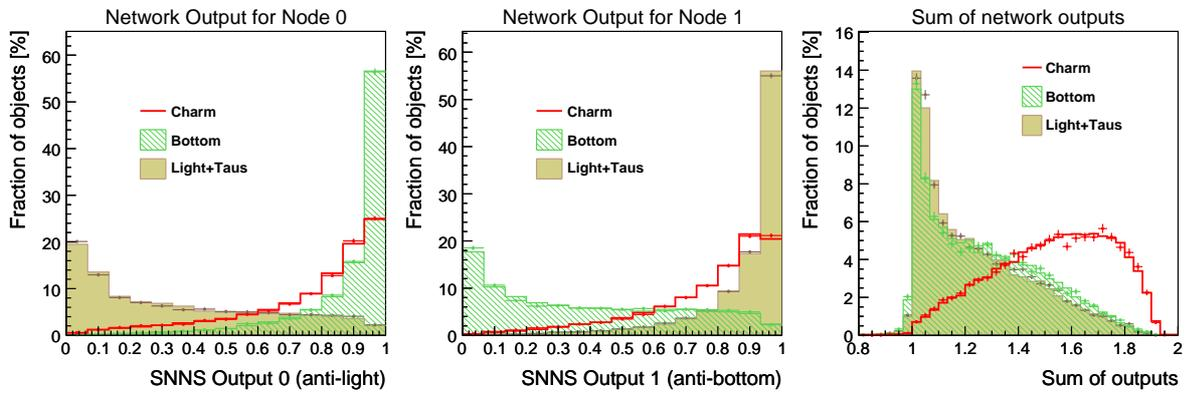 Network Output for Node 0
Fraction of objects [%]
60
50
40
30
20
10
0
Charm
Bottom
Light+Taus
0 0.1 0.2 0.3 0.4 0.5 0.6 0.7 0.8 0.9 1
SNNS Output 0 (anti-light)
Network Output for Node 1
Fraction of objects [%]
60
50
40
30
20
10
0
Charm
Bottom
Light+Taus
0 0.1 0.2 0.3 0.4 0.5 0.6 0.7 0.8 0.9 1
SNNS Output 1 (anti-bottom)
Sum of network outputs
Fraction of objects [%]
16
14
12
10
8
6
4
2
0
Charm
Bottom
Light+Taus
0.8 1 1.2 1.4 1.6 1.8 2
Sum of outputs